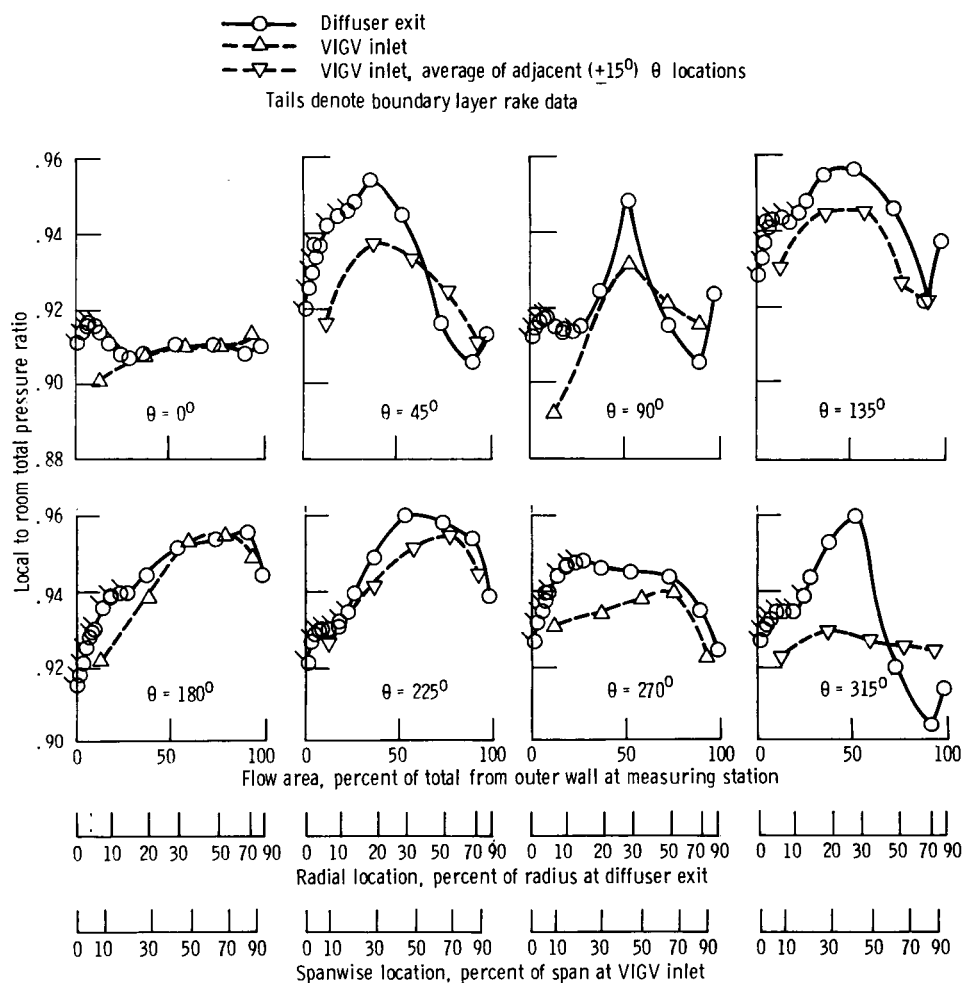 Diffuser exit
VIGV inlet
VIGV inlet, average of adjacent (±15⁰) θ locations
Tails denote boundary layer rake data
Local to room total pressure ratio
.96
.94
.92
.90
.88
θ = 0⁰
θ = 45⁰
θ = 90⁰
θ = 135⁰
.96
.94
.92
.90
θ = 180⁰
θ = 225⁰
θ = 270⁰
θ = 315⁰
0 50 100 0 50 100 0 50 100 0 50 100
Flow area, percent of total from outer wall at measuring station
0 10 20 30 50 70 90 0 10 20 30 50 70 90 0 10 20 30 50 70 90 0 10 20 30 50 70 90
Radial location, percent of radius at diffuser exit
0 10 30 50 70 90 0 10 30 50 70 90 0 10 30 50 70 90 0 10 30 50 70 90
Spanwise location, percent of span at VIGV inlet